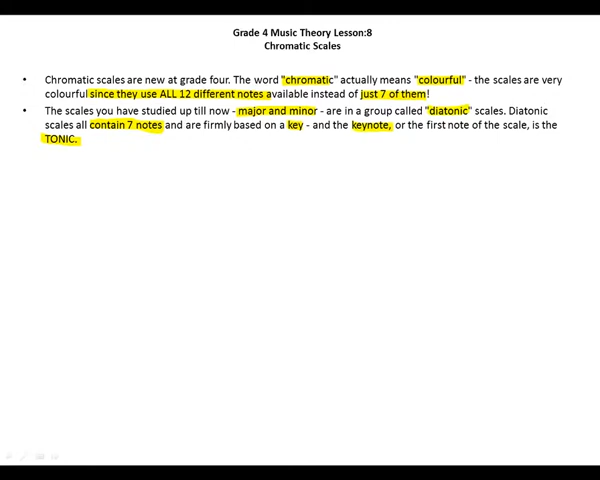 Grade 4 Music Theory Lesson:8
Chromatic Scales
• Chromatic scales are new at grade four. The word "chromatic" actually means "colourful" - the scales are very
colourful since they use ALL 12 different notes available instead of just 7 of them!
• The scales you have studied up till now - major and minor - are in a group called "diatonic" scales. Diatonic
scales all contain 7 notes and are firmly based on a key - and the keynote, or the first note of the scale, is the
TONIC.